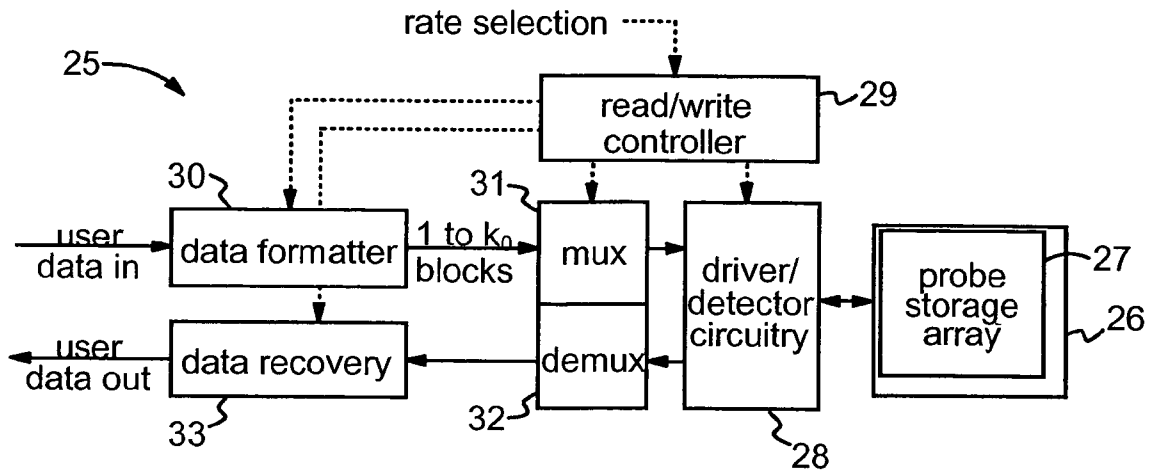 rate selection
25
read/write
controller
29
30
31
user
data in
data formatter
1 to k₀
blocks
mux
driver/
detector
circuitry
probe
storage
array
27
26
user
data out
data recovery
demux
33
32
28